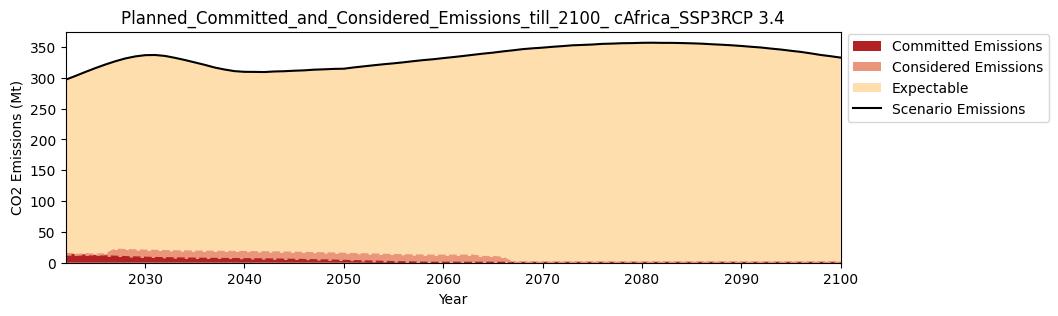 Planned_Committed_and_Considered_Emissions_till_2100_ cAfrica_SSP3RCP 3.4
CO2 Emissions (Mt)
350
300
250
200
150
100
50
0
2030
2040
2050
2060
2070
2080
2090
2100
Year
Committed Emissions
Considered Emissions
Expectable
Scenario Emissions